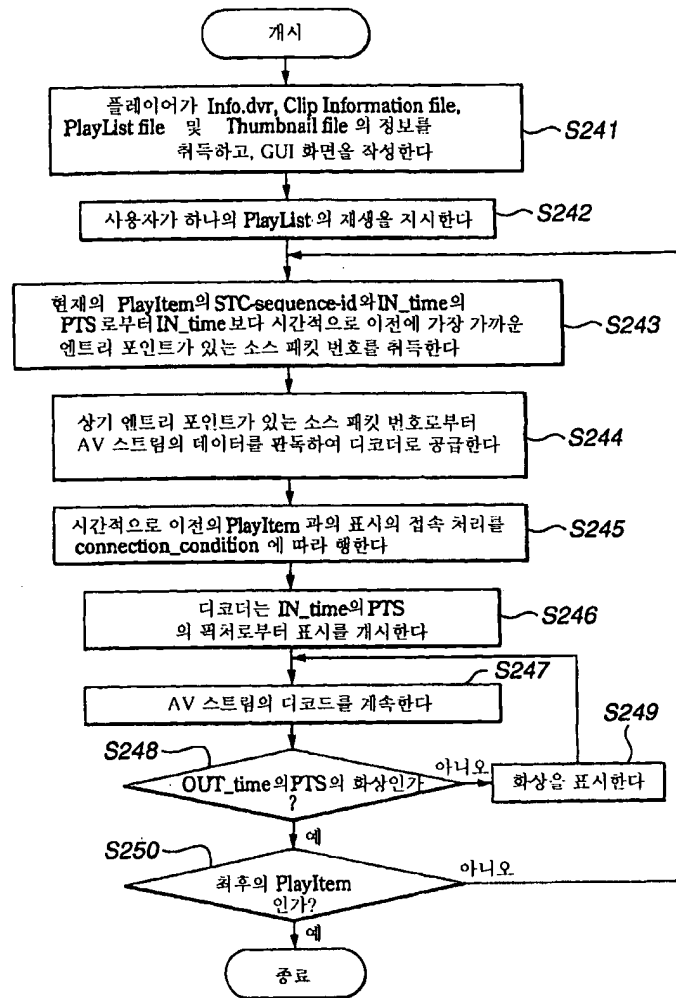 개시
플레이어가 Info.dvr, Clip Information file,
PlayList file 및 Thumbnail file 의 정보를
취득하고, GUI 화면을 작성한다
S241
사용자가 하나의 PlayList 의 재생을 지시한다
S242
현재의 PlayItem의 STC-sequence-id와 IN_time의
PTS 로부터 IN_time 보다 시간적으로 이전에 가장 가까운
엔트리 포인트가 있는 소스 패킷 번호를 취득한다
S243
상기 엔트리 포인트가 있는 소스 패킷 번호로부터
AV 스트림의 데이터를 판독하여 디코더로 공급한다
S244
시간적으로 이전의 PlayItem 과의 표시의 접속 처리를
connection_condition 에 따라 행한다
S245
디코더는 IN_time의 PTS
의 픽처로부터 표시를 개시한다
S246
S247
AV 스트림의 디코드를 계속한다
S248
OUT_time의 PTS의 화상인가
?
아니오
S249
화상을 표시한다
예
S250
최후의 PlayItem
인가?
아니오
예
종료